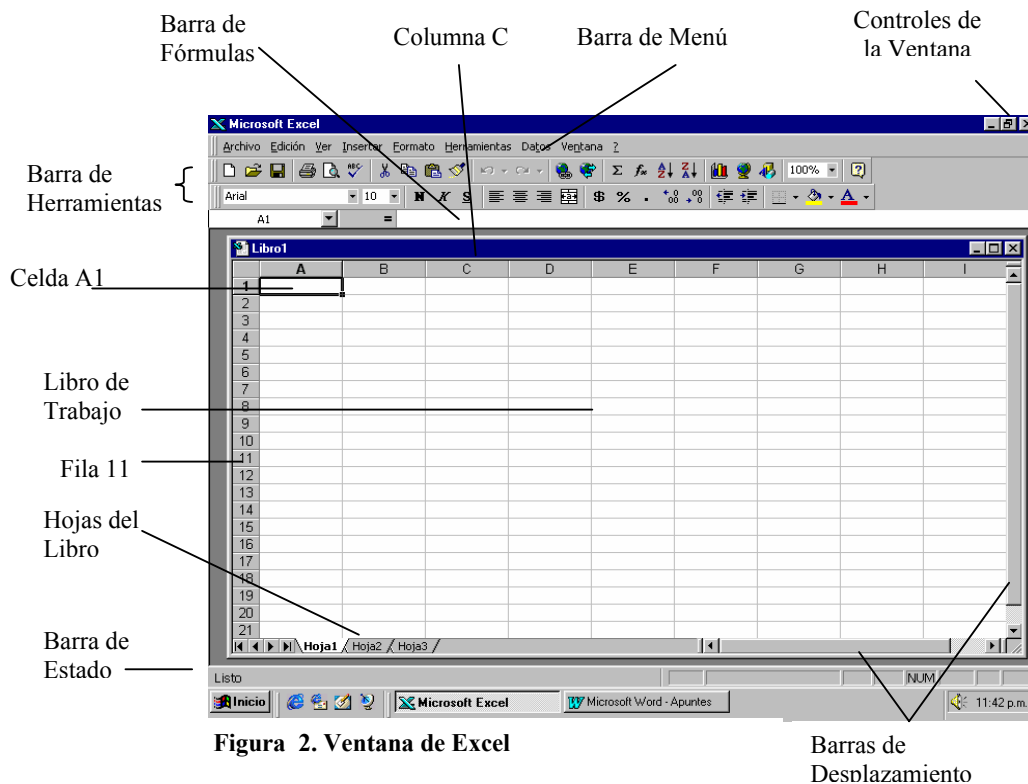 Barra de
Fórmulas
Columna C
Barra de Menú
Controles de
la Ventana
Microsoft Excel
Archivo Edición Ver Insertar Formato Herramientas Datos Ventana ?
Barra de
Herramientas
100%
Arial 10 N K S $ % .
A1 =
Libro1
A B C D E F G H I
Celda A1
1
2
3
4
5
6
7
Libro de
Trabajo
8
9
10
Fila 11
11
12
13
14
Hojas del
Libro
15
16
17
18
19
20
21
Hoja1 Hoja2 Hoja3
Barra de
Estado
Listo NUM
Inicio Microsoft Excel Microsoft Word - Apuntes 11:42 p.m.
Figura 2. Ventana de Excel
Barras de
Desplazamiento